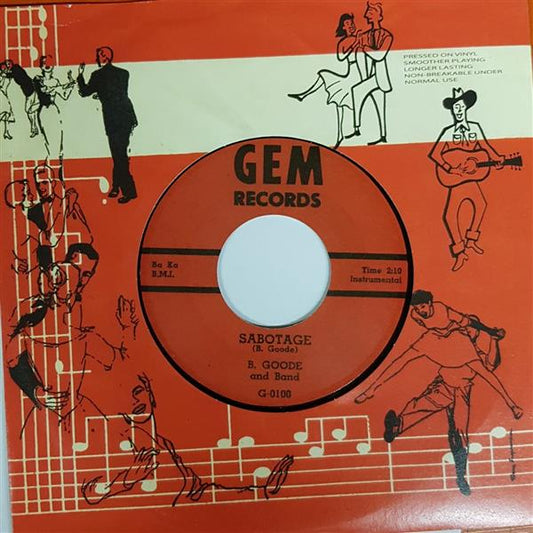 PRESSED ON VINYL
SMOOTHER PLAYING
LONGER LASTING
NON-BREAKABLE UNDER
NORMAL USE
GEM
RECORDS
Ba Ka
B.M.I.
Time 2:10
Instrumental
SABOTAGE
(B. Goode)
B. GOODE
and Band
G-0100